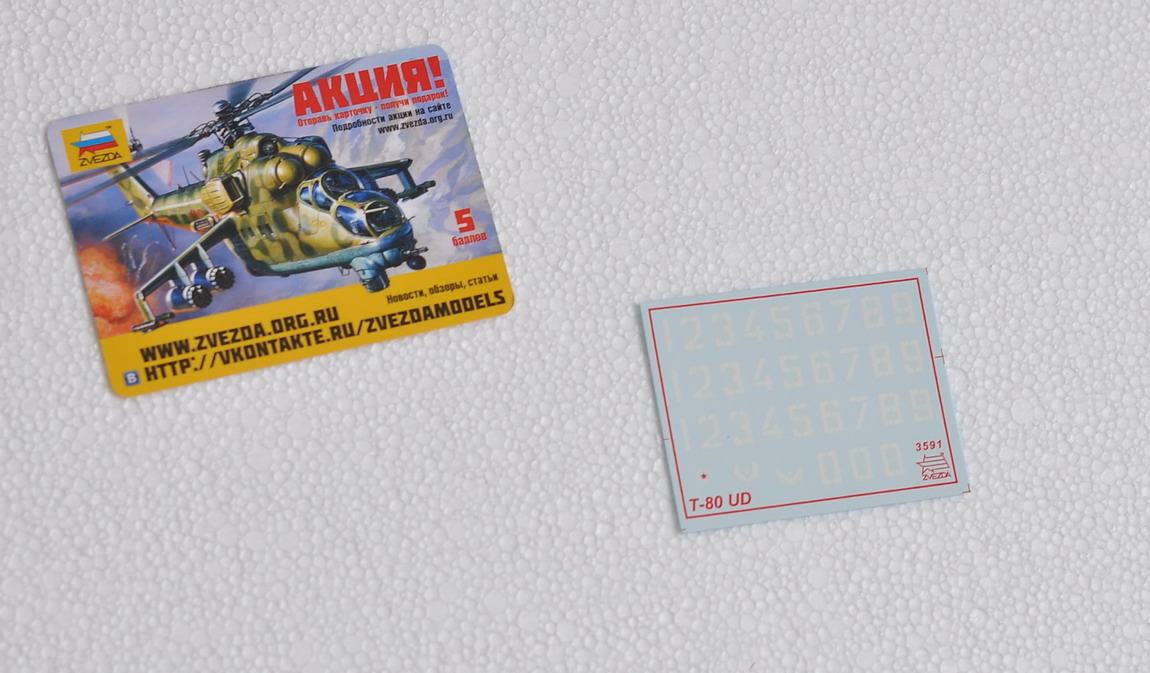 АКЦИЯ!
Отправь карточку - получи подарок!
Подробности акции на сайте
www.zvezda.org.ru
ZVEZDA
5
баллов
Новости, обзоры, статьи
WWW.ZVEZDA.ORG.RU
HTTP://VKONTAKTE.RU/ZVEZDAMODELS
B
123456789
123456789
123456789
000
3591
ZVEZDA
T-80 UD